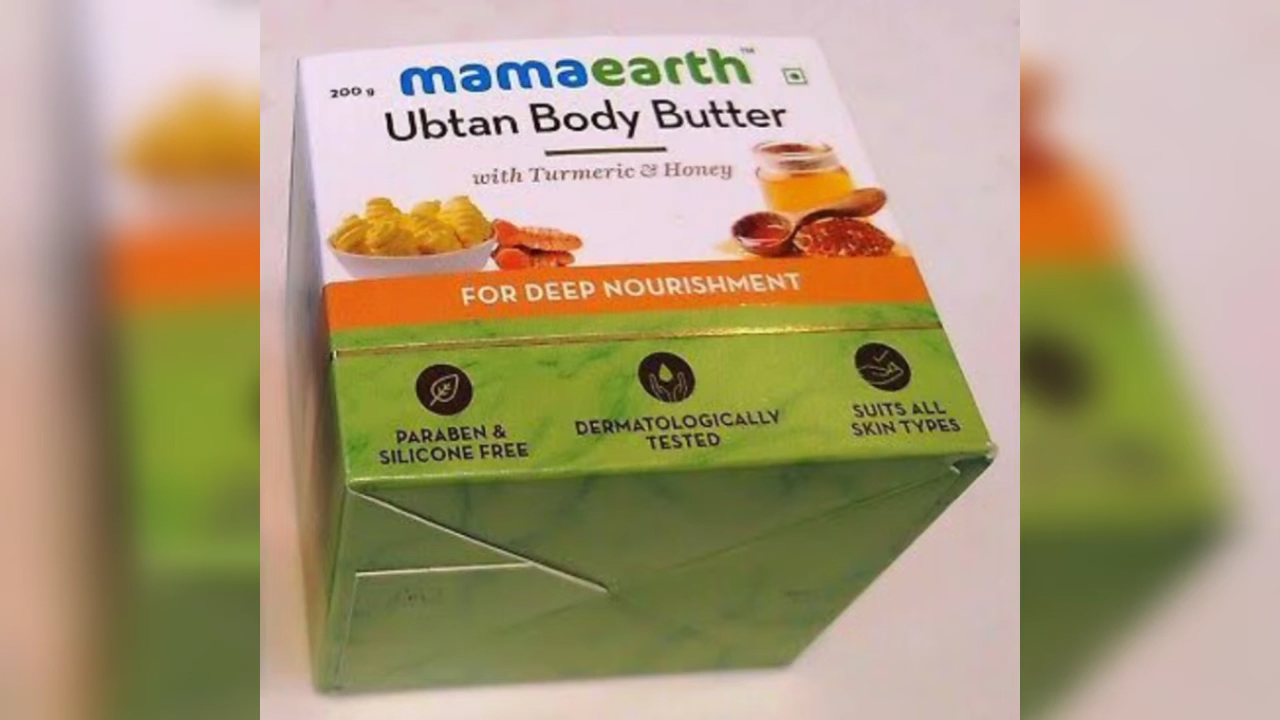 200 g
mamaearth™
Ubtan Body Butter
with Turmeric & Honey
FOR DEEP NOURISHMENT
PARABEN &
SILICONE FREE
DERMATOLOGICALLY
TESTED
SUITS ALL
SKIN TYPES